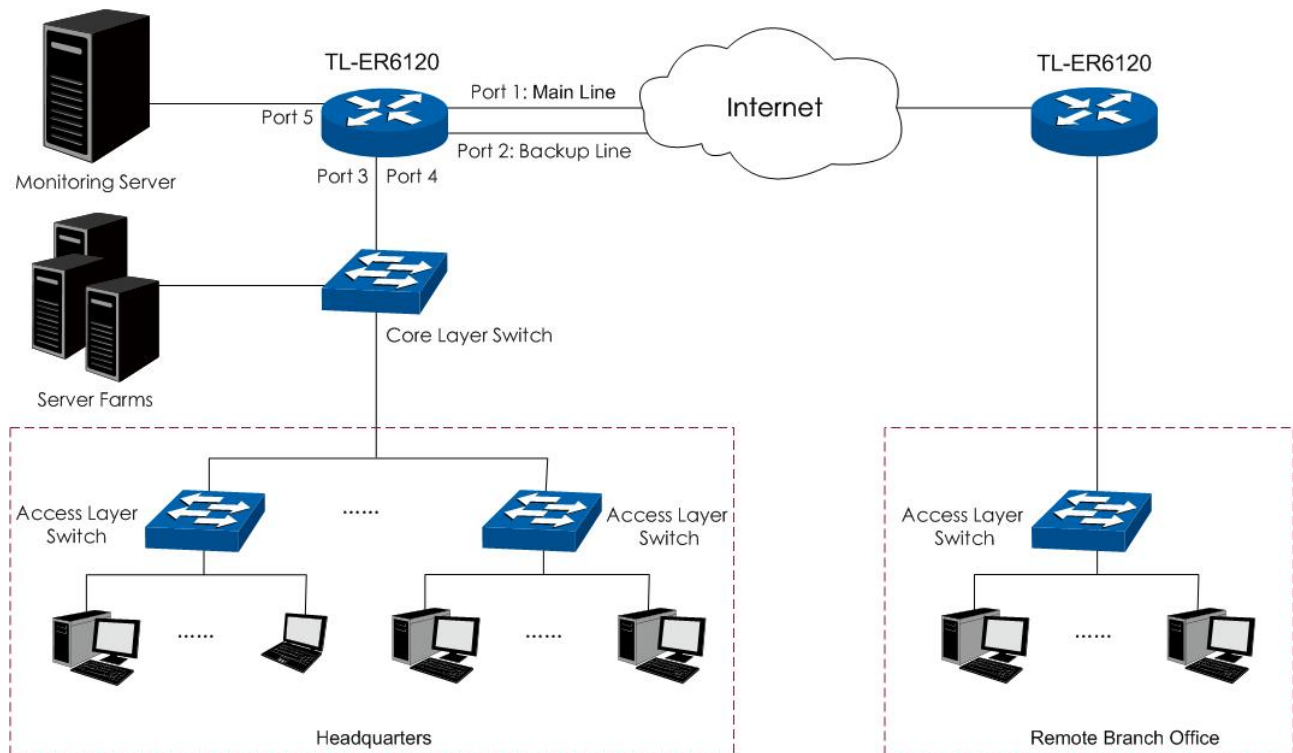 TL-ER6120
TL-ER6120
Port 1: Main Line
Internet
Port 5
Port 2: Backup Line
Monitoring Server
Port 3
Port 4
Core Layer Switch
Server Farms
Access Layer
Switch
......
Access Layer
Switch
Access Layer
Switch
......
......
......
Headquarters
Remote Branch Office